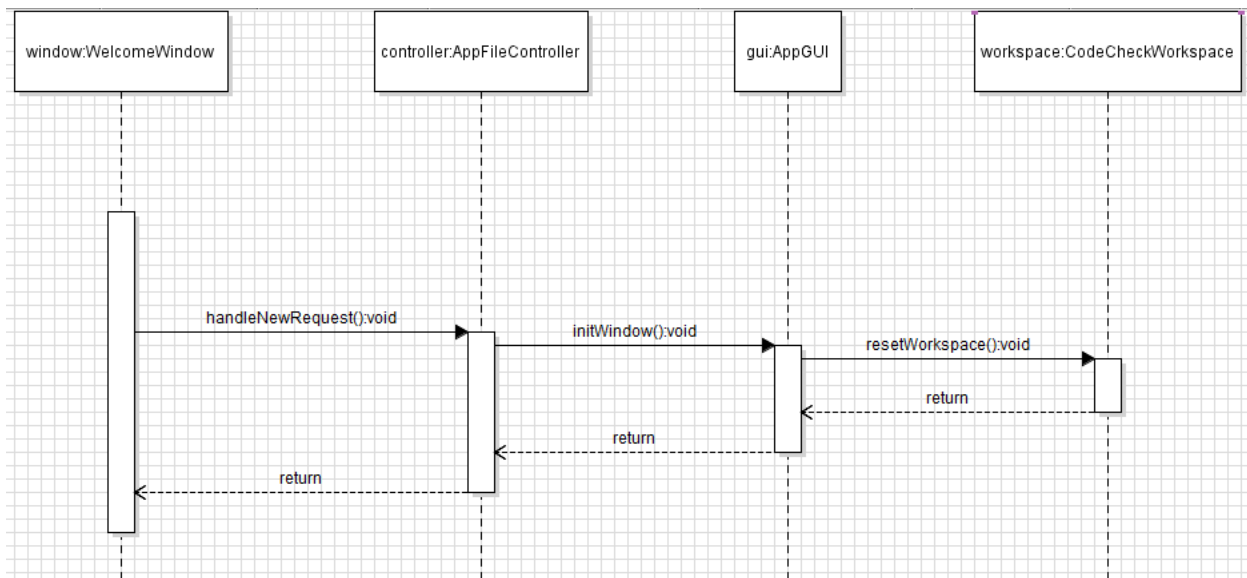 window:WelcomeWindow
controller:AppFileController
gui:AppGUI
workspace:CodeCheckWorkspace
handleNewRequest():void
initWindow():void
resetWorkspace():void
return
return
return